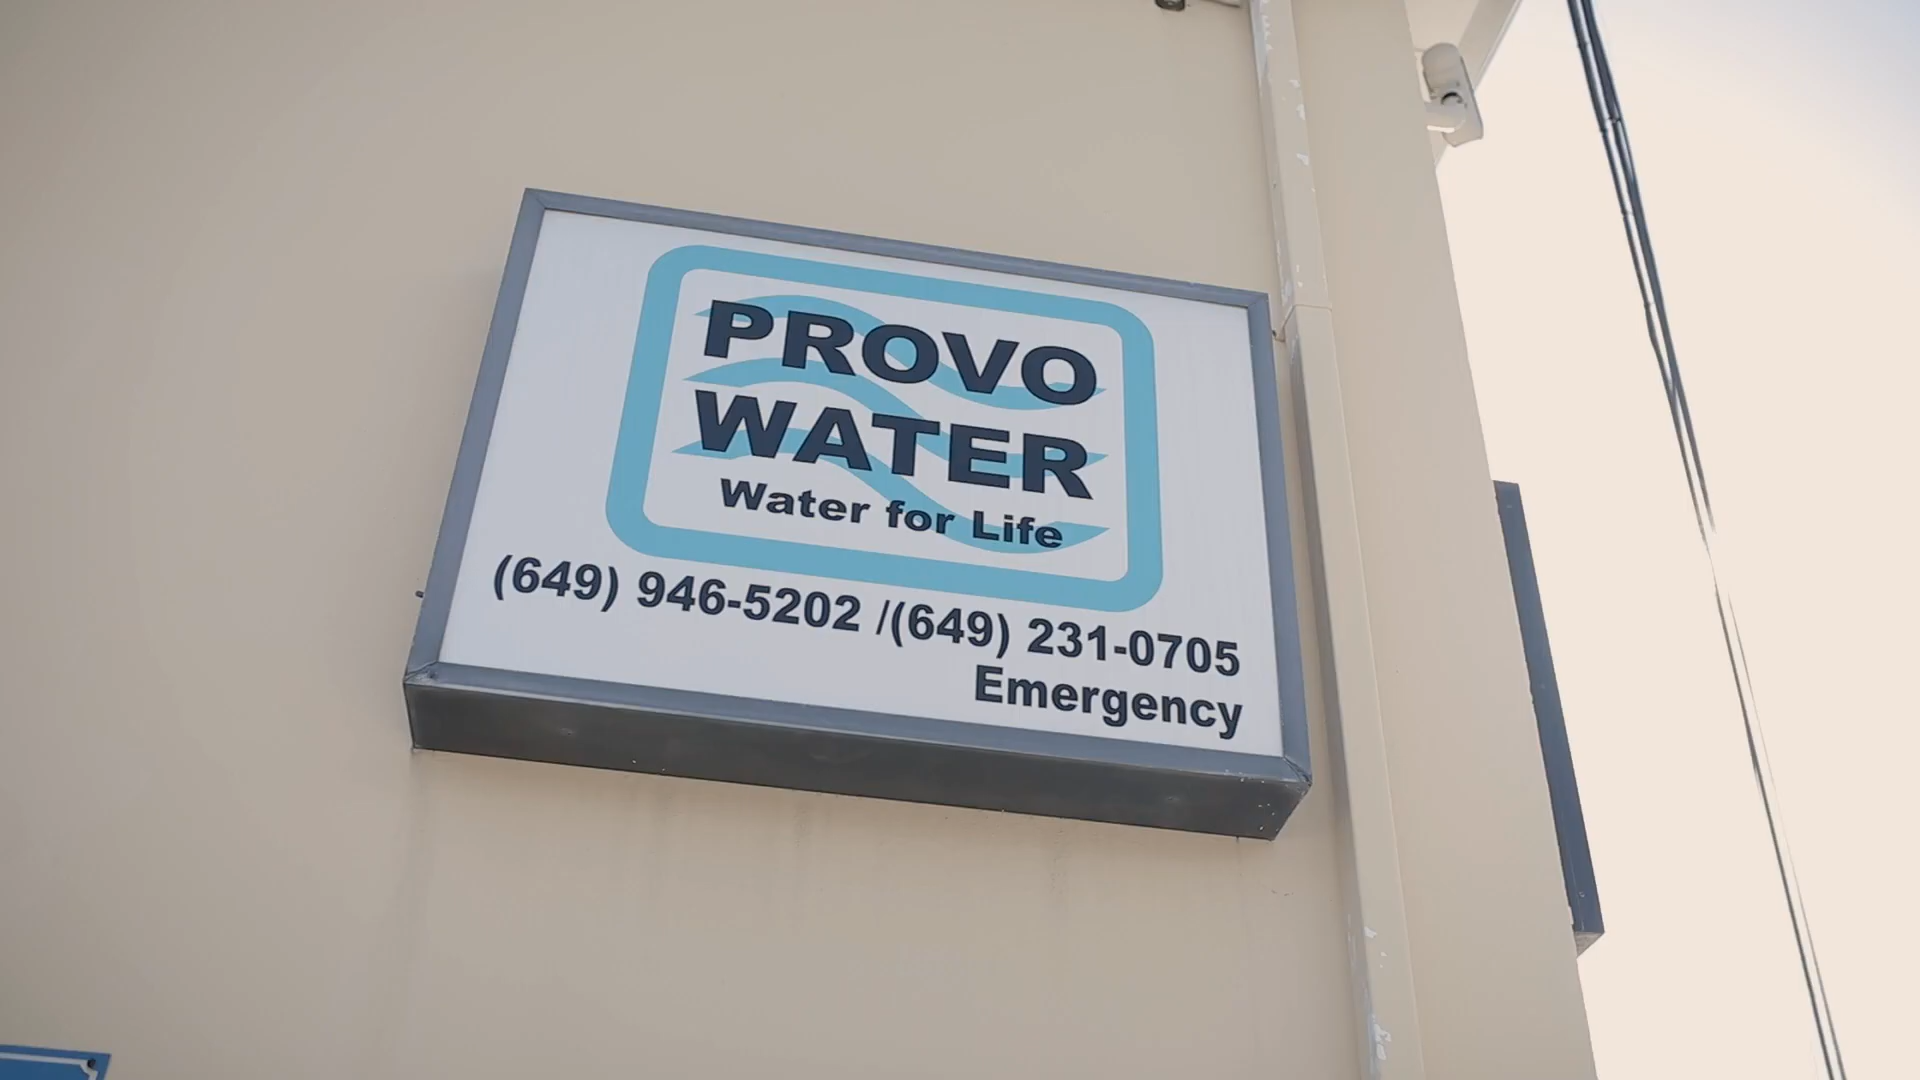 PROVO
WATER
Water for Life
(649) 946-5202 /(649) 231-0705
Emergency